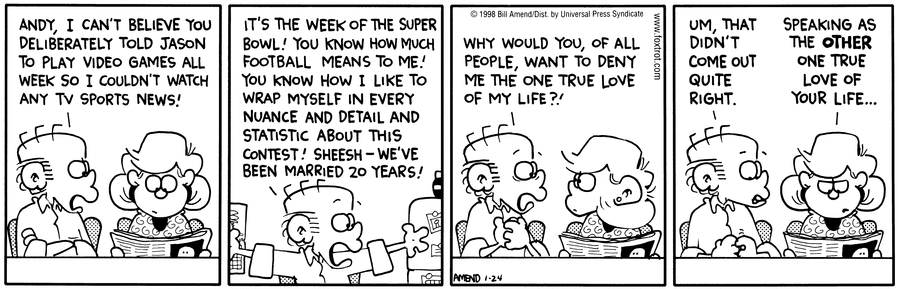 ANDY, I CAN'T BELIEVE YOU
DELIBERATELY TOLD JASON
TO PLAY VIDEO GAMES ALL
WEEK SO I COULDN'T WATCH
ANY TV SPORTS NEWS!
IT'S THE WEEK OF THE SUPER
BOWL! YOU KNOW HOW MUCH
FOOTBALL MEANS TO ME!
YOU KNOW HOW I LIKE TO
WRAP MYSELF IN EVERY
NUANCE AND DETAIL AND
STATISTIC ABOUT THIS
CONTEST! SHEESH – WE'VE
BEEN MARRIED 20 YEARS!
© 1998 Bill Amend/Dist. by Universal Press Syndicate
www.foxtrot.com
WHY WOULD YOU, OF ALL
PEOPLE, WANT TO DENY
ME THE ONE TRUE LOVE
OF MY LIFE?!
AMEND 1-24
UM, THAT
DIDN'T
COME OUT
QUITE
RIGHT.
SPEAKING AS
THE OTHER
ONE TRUE
LOVE OF
YOUR LIFE...